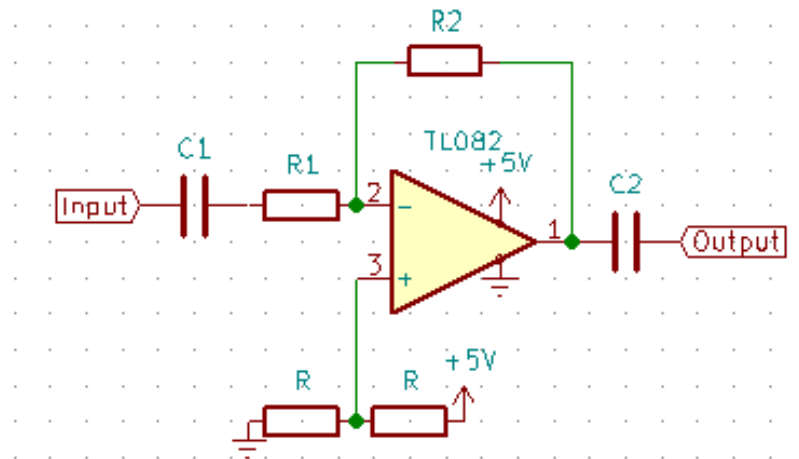 R2
TL082
+5V
C1
R1
C2
Input
2
-
1
Output
3
+
+5V
R
R